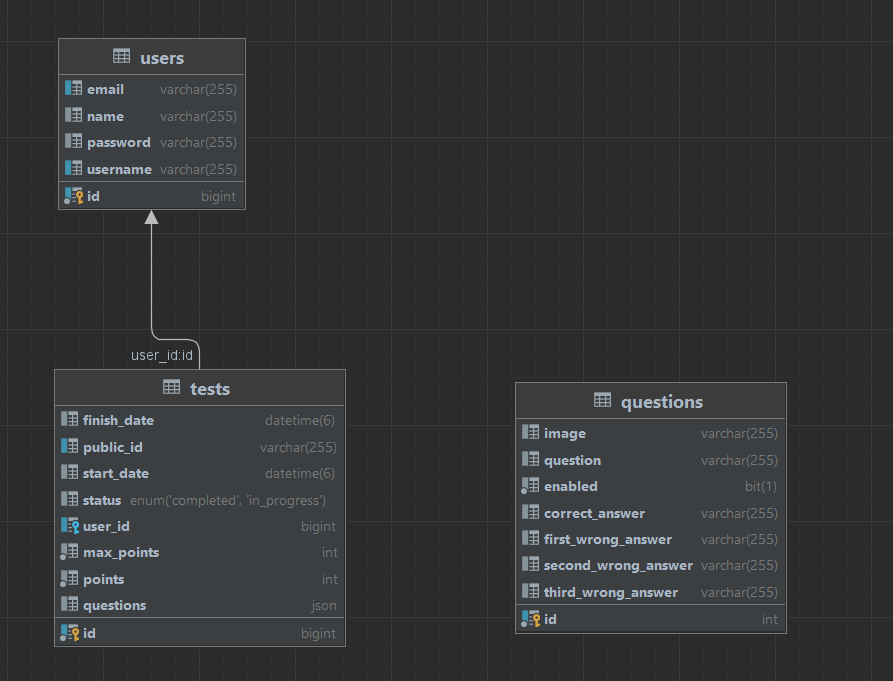 users
email varchar(255)
name varchar(255)
password varchar(255)
username varchar(255)
id bigint
user_id:id
tests
finish_date datetime(6)
public_id varchar(255)
start_date datetime(6)
status enum('completed', 'in_progress')
user_id bigint
max_points int
points int
questions json
id bigint
questions
image varchar(255)
question varchar(255)
enabled bit(1)
correct_answer varchar(255)
first_wrong_answer varchar(255)
second_wrong_answer varchar(255)
third_wrong_answer varchar(255)
id int